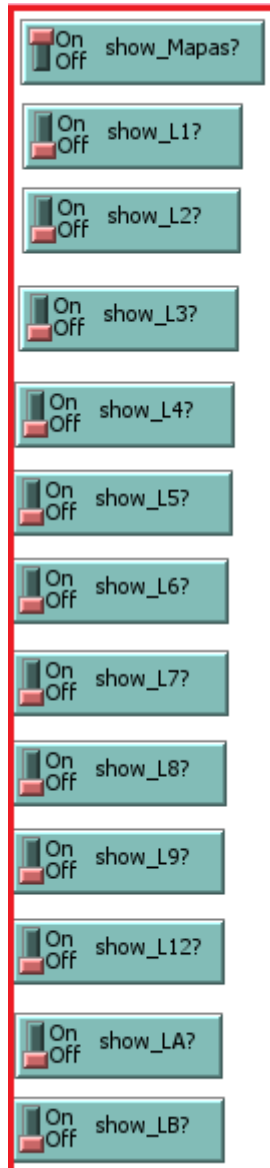 On
Off show_Mapas?
On
Off show_L1?
On
Off show_L2?
On
Off show_L3?
On
Off show_L4?
On
Off show_L5?
On
Off show_L6?
On
Off show_L7?
On
Off show_L8?
On
Off show_L9?
On
Off show_L12?
On
Off show_LA?
On
Off show_LB?